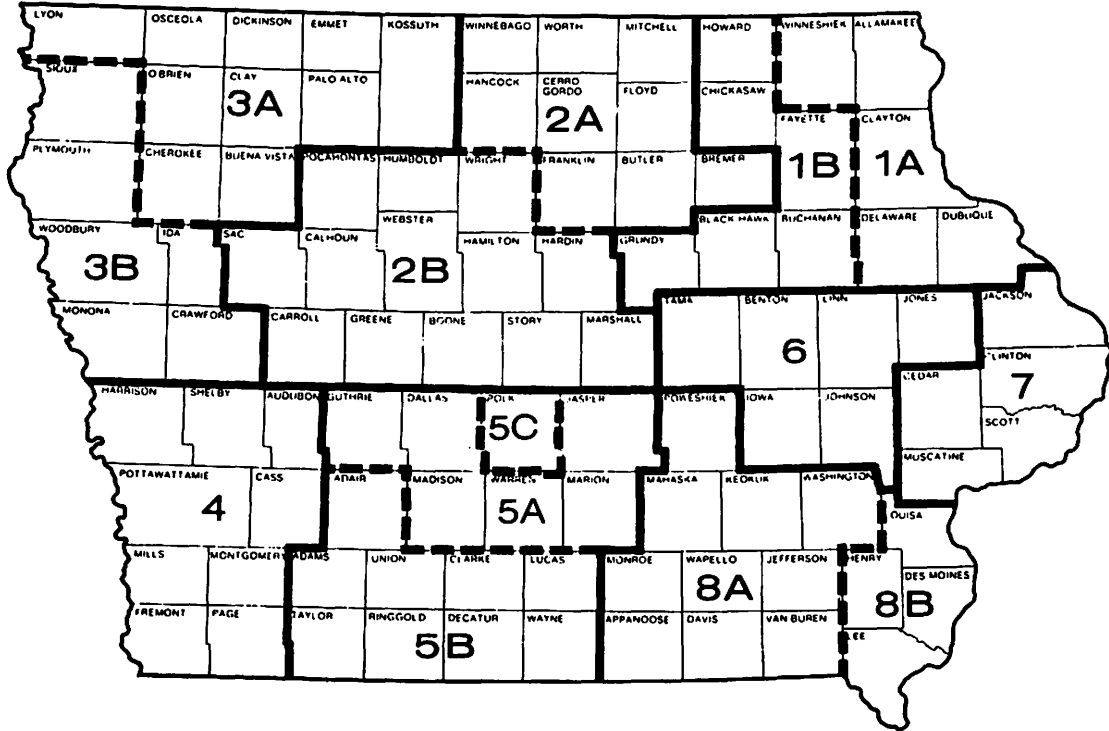 LYON OSCEOLA DICKINSON EMMET KOSSUTH WINNEBAGO WORTH MITCHELL HOWARD WINNESHIEK ALLAMAKEE
SIOUX O'BRIEN CLAY PALO ALTO HANCOCK CERRO GORDO FLOYD CHICKASAW FAYETTE CLAYTON
3A 2A 1B 1A
PLYMOUTH CHEROKEE BUENA VISTA POCAHONTAS HUMBOLDT WRIGHT FRANKLIN BUTLER BREMER
WOODBURY IDA SAC CALHOUN WEBSTER HAMILTON HARDIN GRUNDY BLACK HAWK BUCHANAN DELAWARE DUBUQUE
3B 2B
MONONA CRAWFORD CARROLL GREENE BOONE STORY MARSHALL TAMA BENTON LINN JONES JACKSON
6 7
CLINTON
HARRISON SHELBY AUDUBON GUTHRIE DALLAS POLK JASPER POWESHIEK IOWA JOHNSON CEDAR
5C
SCOTT
MUSCATINE
POTTAWATTAMIE CASS ADAIR MADISON WARREN MARION MAHASKA KEOKUK WASHINGTON
4 5A
OUISA
MILLS MONTGOMERY ADAMS UNION CLARKE LUCAS MONROE WAPELLO JEFFERSON HENRY DES MOINES
8A 8B
FREMONT PAGE TAYLOR RINGGOLD DECATUR WAYNE APPANOOSE DAVIS VAN BUREN LEE
5B